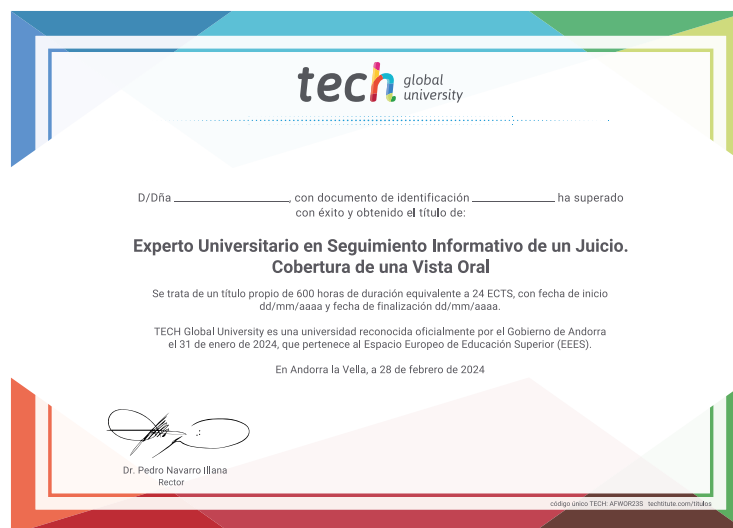 tech global university
D/Dña ____________________, con documento de identificación ______________ ha superado
con éxito y obtenido el título de:
Experto Universitario en Seguimiento Informativo de un Juicio.
Cobertura de una Vista Oral
Se trata de un título propio de 600 horas de duración equivalente a 24 ECTS, con fecha de inicio
dd/mm/aaaa y fecha de finalización dd/mm/aaaa.
TECH Global University es una universidad reconocida oficialmente por el Gobierno de Andorra
el 31 de enero de 2024, que pertenece al Espacio Europeo de Educación Superior (EEES).
En Andorra la Vella, a 28 de febrero de 2024
Dr. Pedro Navarro Illana
Rector
código único TECH: AFWOR235 techtitute.com/titulos